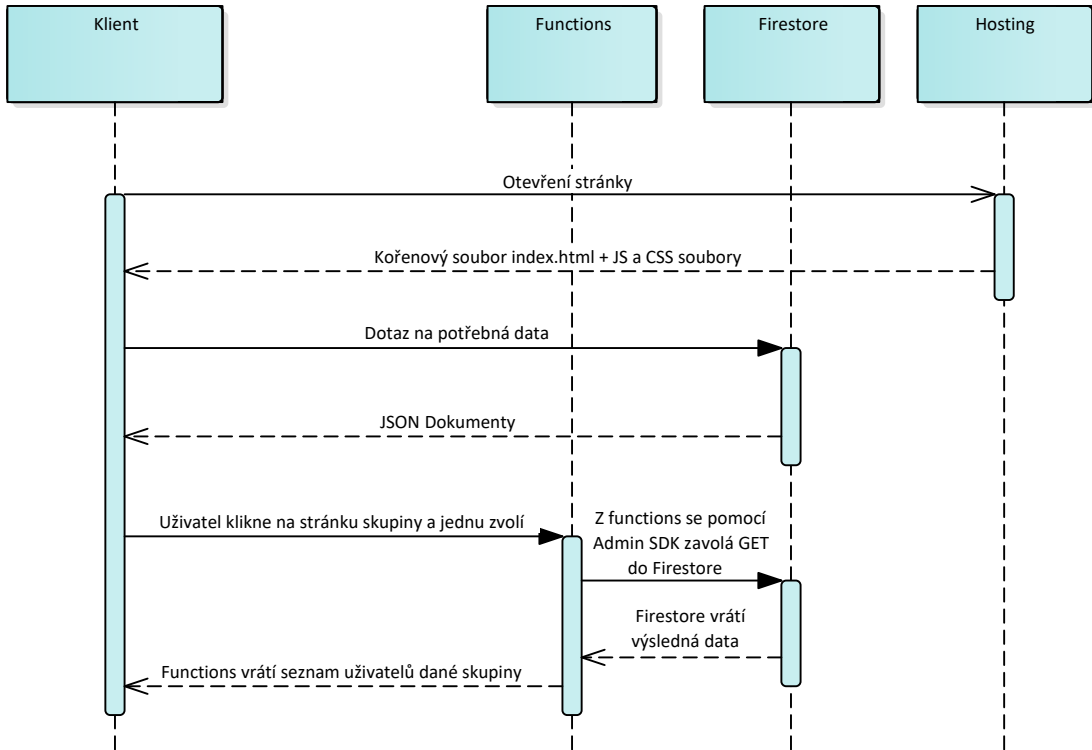 Klient
Functions
Firestore
Hosting
Otevření stránky
Kořenový soubor index.html + JS a CSS soubory
Dotaz na potřebná data
JSON Dokumenty
Uživatel klikne na stránku skupiny a jednu zvolí
Z functions se pomocí
Admin SDK zavolá GET
do Firestore
Firestore vrátí
výsledná data
Functions vrátí seznam uživatelů dané skupiny